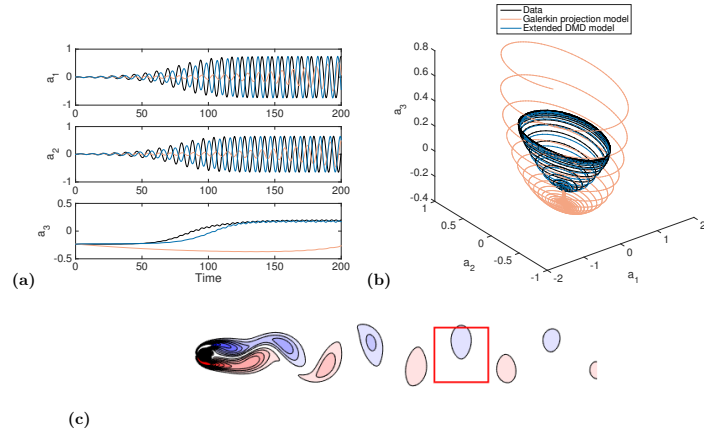 Data
Galerkin projection model
Extended DMD model
1
0
-1
a1
0 50 100 150 200
1
0
-1
a2
0 50 100 150 200
0.5
0
-0.5
a3
0 50 100 150 200
Time
(a)
0.8
0.6
0.4
0.2
0
-0.2
-0.4
a3
1
0.5
0
-0.5
-1
a2
-2
-1
0
1
2
a1
(b)
(c)